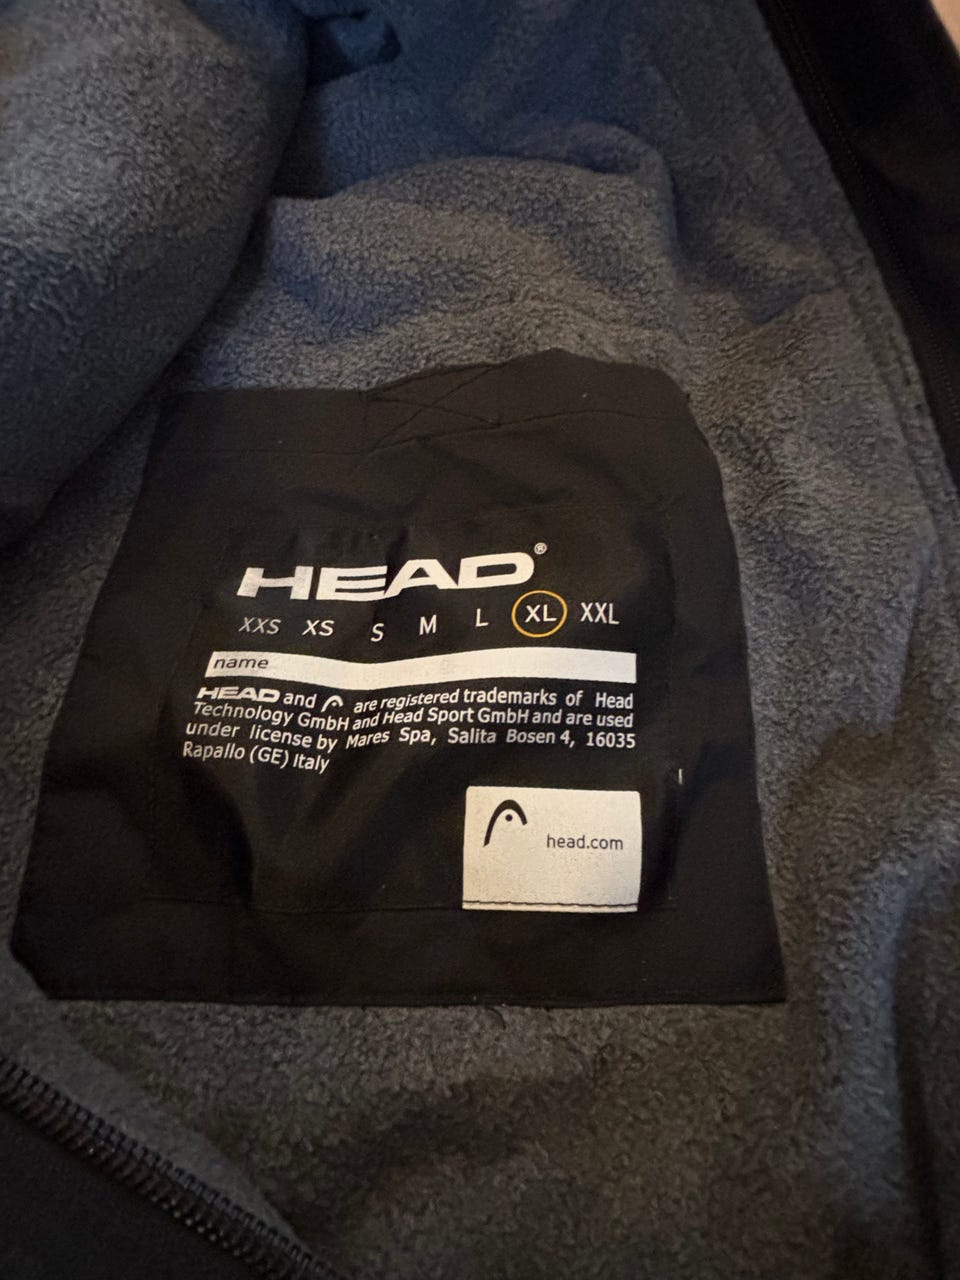 HEAD®
XXS XS S M L XL XXL
name
HEAD and are registered trademarks of Head
Technology GmbH and Head Sport GmbH and are used
under license by Mares Spa, Salita Bosen 4, 16035
Rapallo (GE) Italy
head.com